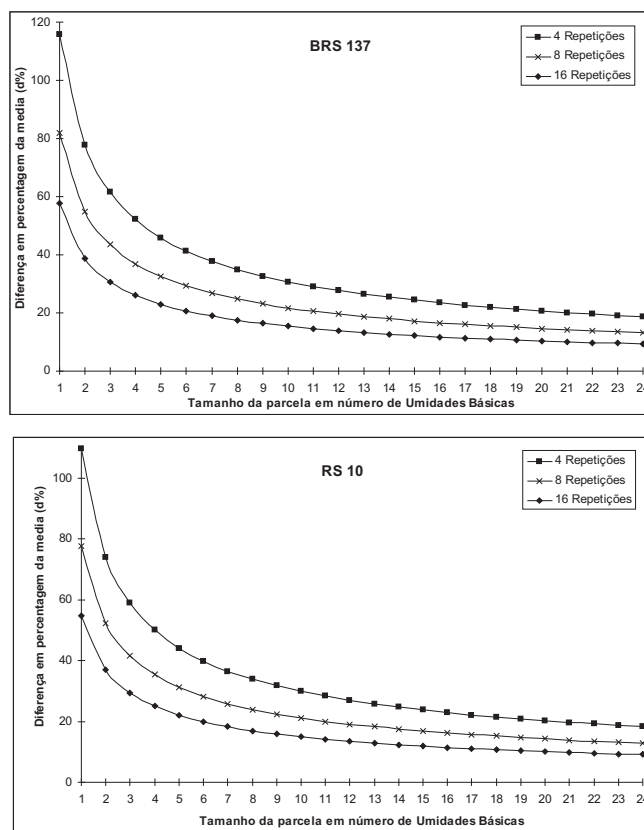 BRS 137
4 Repetições
8 Repetições
16 Repetições
Diferença em percentagem da media (d%)
120
100
80
60
40
20
0
1 2 3 4 5 6 7 8 9 10 11 12 13 14 15 16 17 18 19 20 21 22 23 24
Tamanho da parcela em número de Umidades Básicas
RS 10
4 Repetições
8 Repetições
16 Repetições
Diferença em percentagem da media (d%)
100
80
60
40
20
0
1 2 3 4 5 6 7 8 9 10 11 12 13 14 15 16 17 18 19 20 21 22 23 24
Tamanho da parcela em número de Umidades Básicas